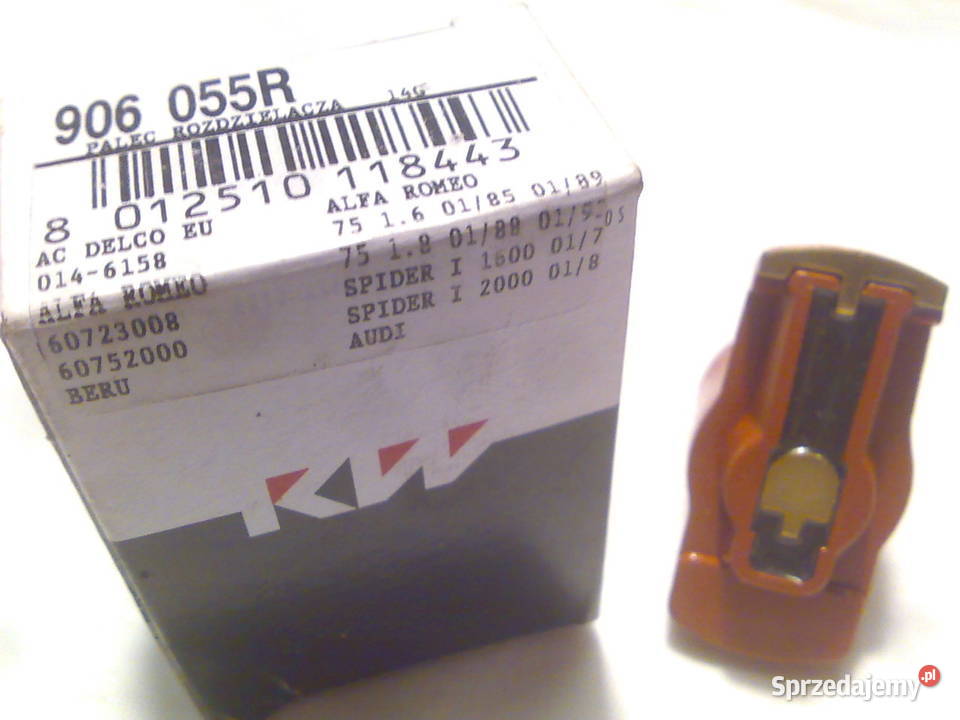 906 055R
PALEC ROZDZIELACZA 14G
8 012510 118443
AC DELCO EU
014-6158
ALFA ROMEO
60723008
60752000
BERU
ALFA ROMEO
75 1.6 01/85 01/89
75 1.8 01/88
SPIDER I 1600 01/7
SPIDER I 2000 01/8
AUDI
KW
Sprzedajemy.pl